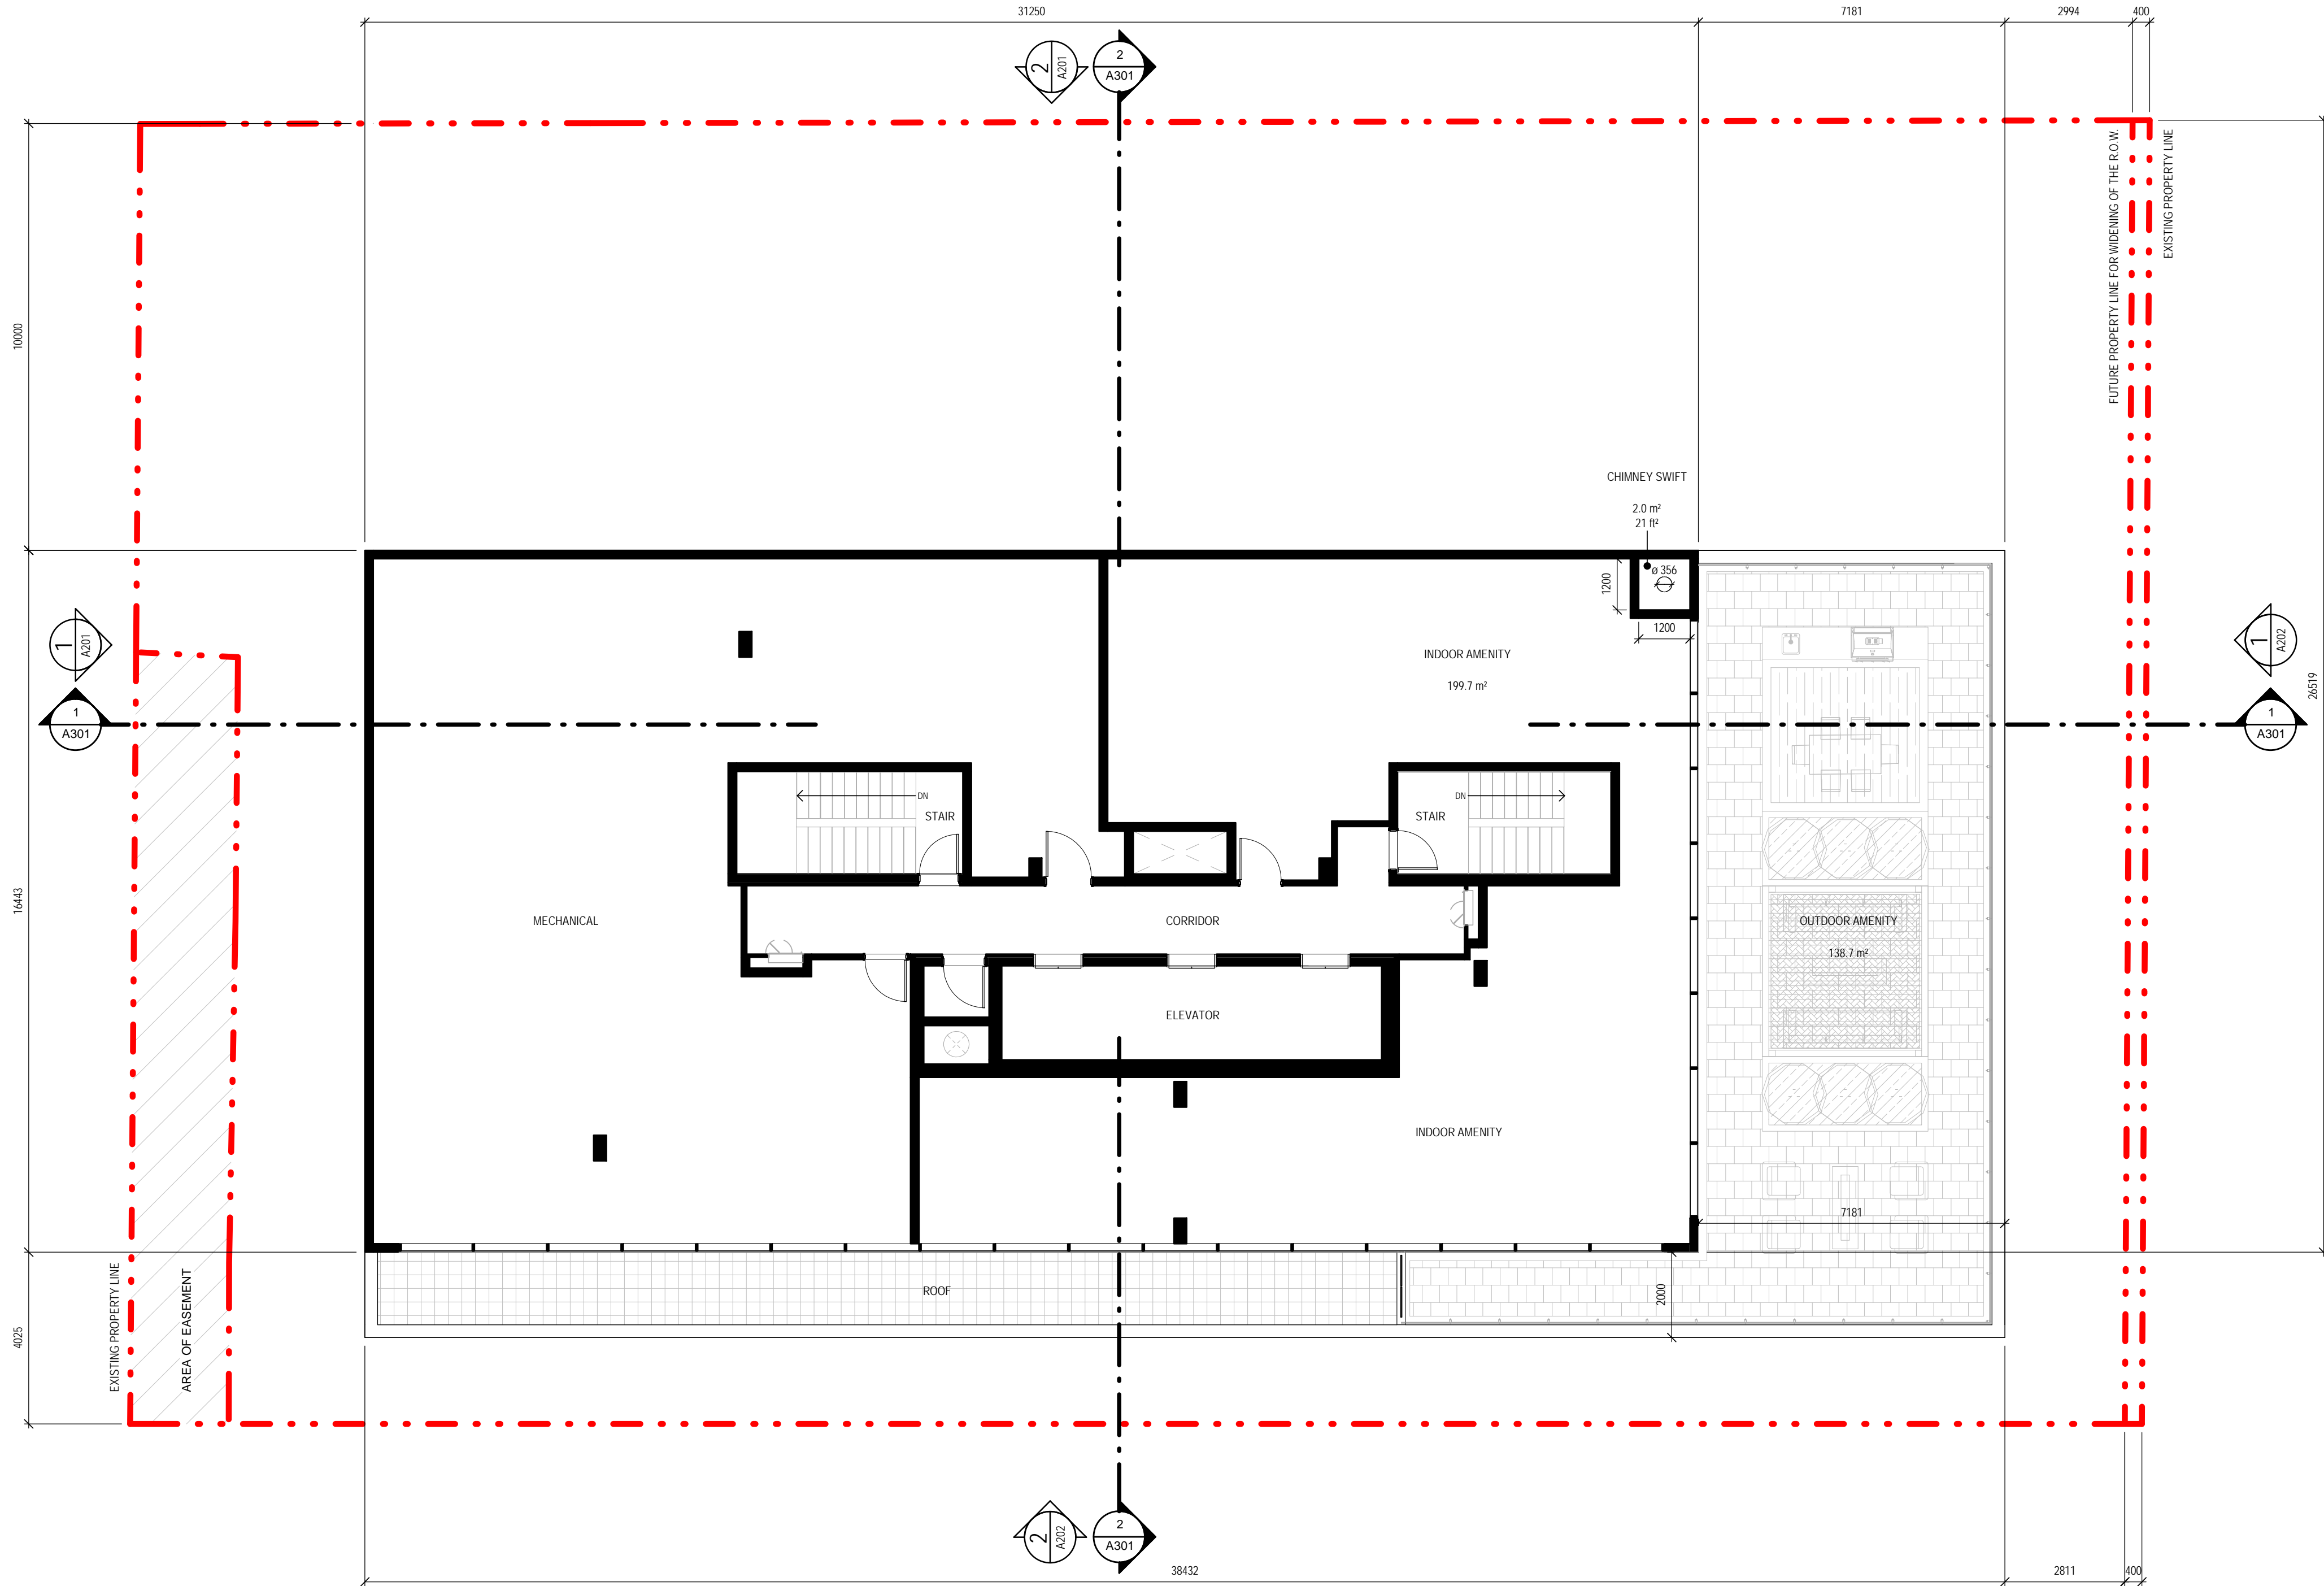 31250
7181
2994
400
2
A201
2
A301
FUTURE PROPERTY LINE FOR WIDENING OF THE R.O.W.
EXISTING PROPERTY LINE
10000
CHIMNEY SWIFT
2.0 m²
21 ft²
ø 356
1200
1200
1
A201
1
A202
INDOOR AMENITY
199.7 m²
26519
1
A301
1
A301
DN
STAIR
DN
STAIR
16443
MECHANICAL
CORRIDOR
OUTDOOR AMENITY
138.7 m²
ELEVATOR
INDOOR AMENITY
7181
ROOF
2000
4025
EXISTING PROPERTY LINE
AREA OF EASEMENT
2
A202
2
A301
38432
2811
400